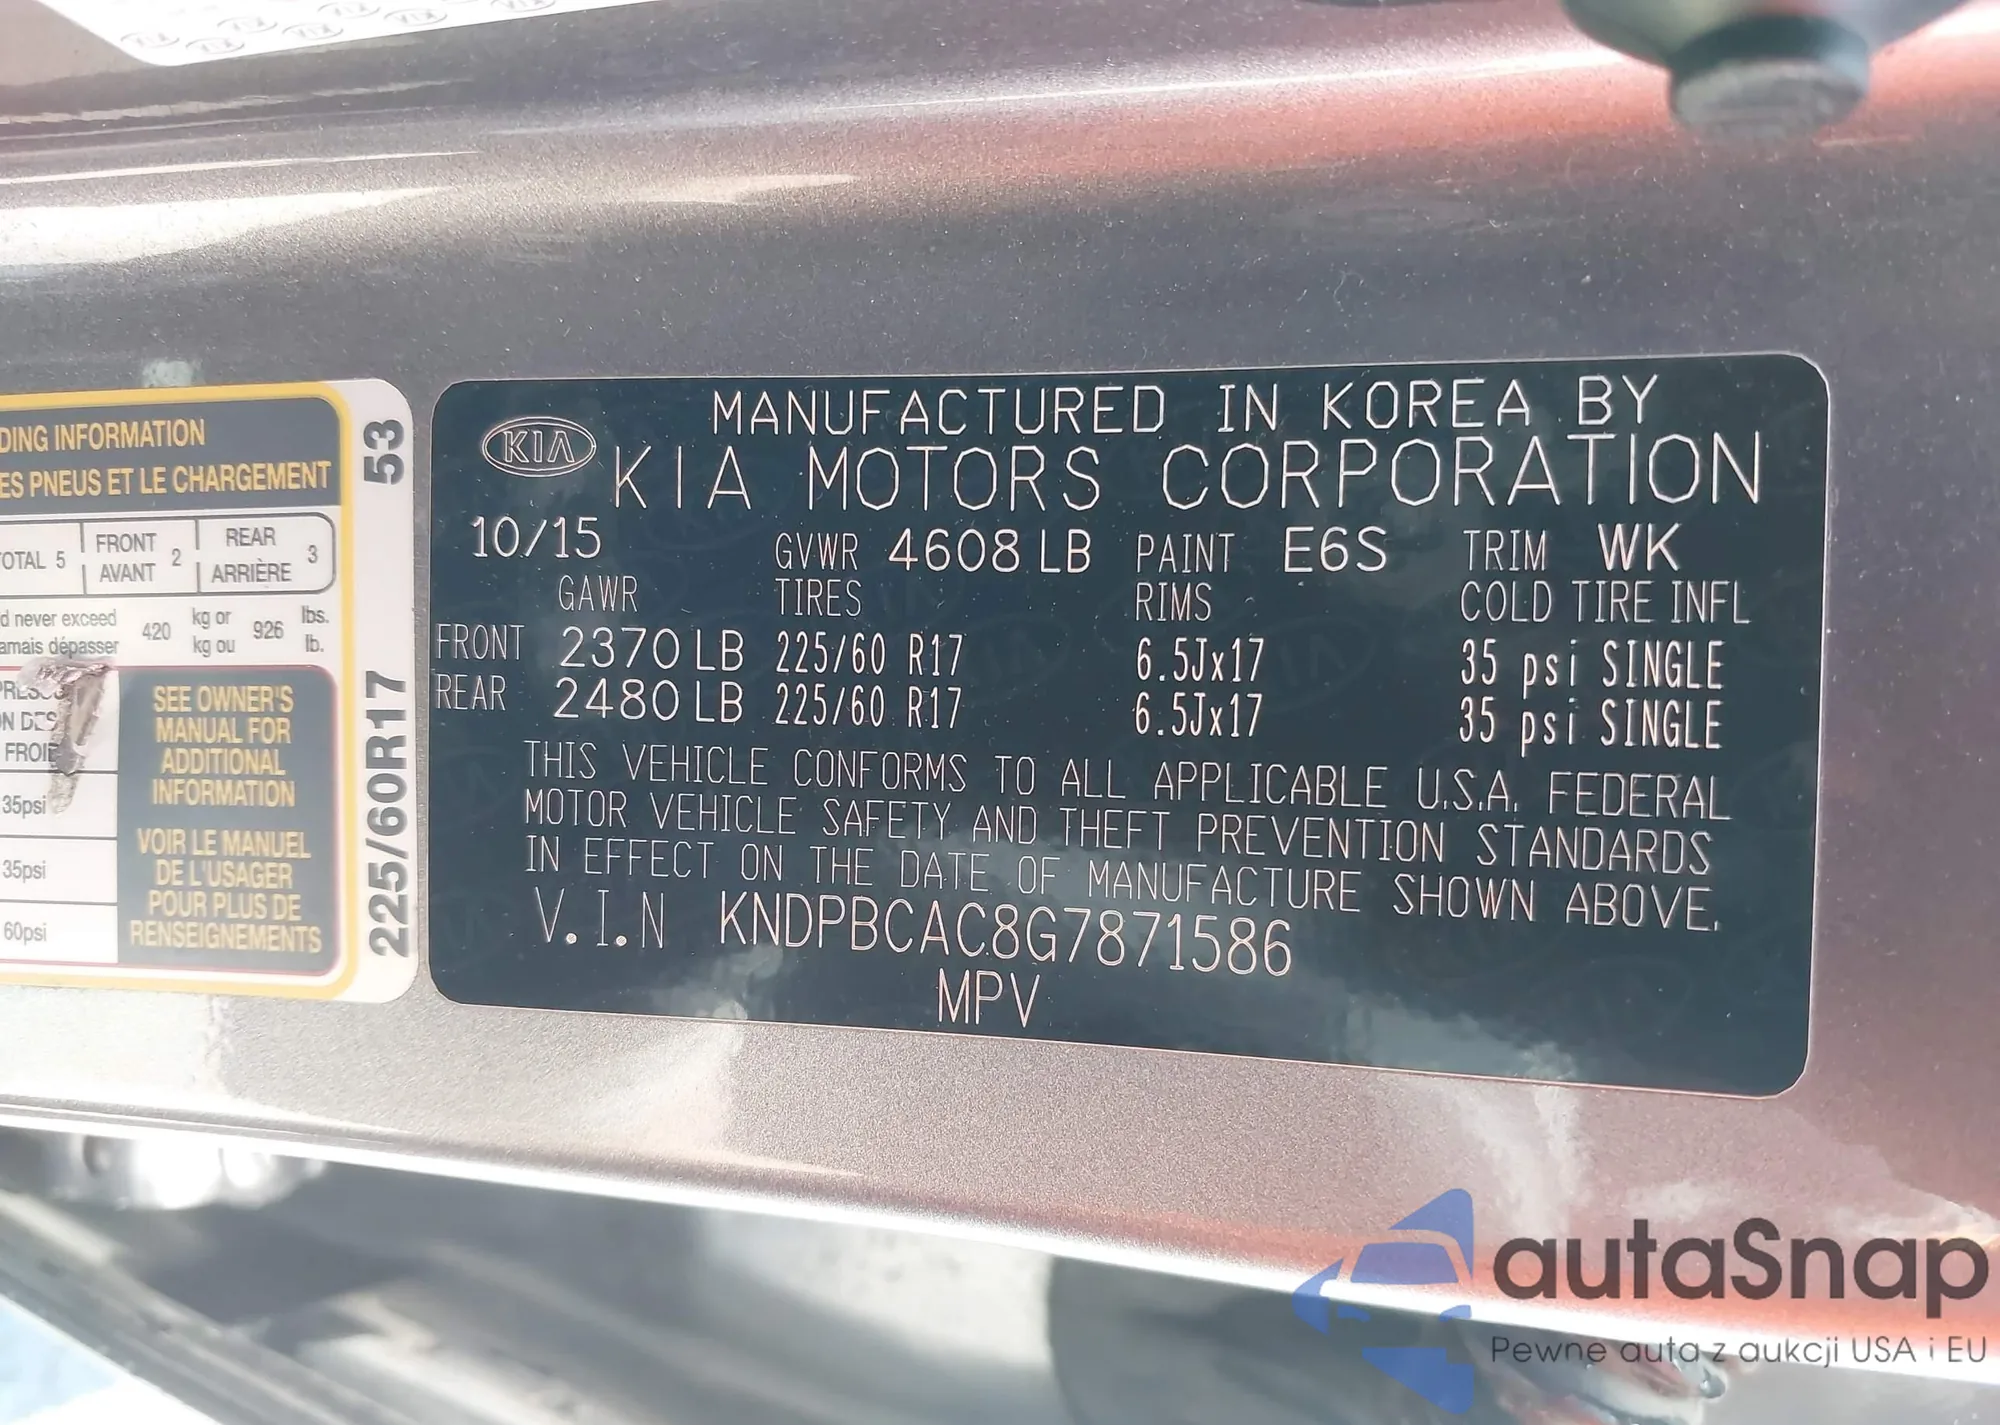 DING INFORMATION
ES PNEUS ET LE CHARGEMENT
OTAL 5 FRONT AVANT 2 REAR ARRIÈRE 3
d never exceed
amais dépasser 420 kg or kg ou 926 lbs. lb.
N DES
FROI
35psi
35psi
60psi
SEE OWNER'S
MANUAL FOR
ADDITIONAL
INFORMATION
VOIR LE MANUEL
DE L'USAGER
POUR PLUS DE
RENSEIGNEMENTS
225/60R17 53
KIA
MANUFACTURED IN KOREA BY
KIA MOTORS CORPORATION
10/15 GVWR 4608 LB PAINT E6S TRIM WK
GAWR TIRES RIMS COLD TIRE INFL
FRONT 2370 LB 225/60 R17 6.5Jx17 35 psi SINGLE
REAR 2480 LB 225/60 R17 6.5Jx17 35 psi SINGLE
THIS VEHICLE CONFORMS TO ALL APPLICABLE U.S.A. FEDERAL
MOTOR VEHICLE SAFETY AND THEFT PREVENTION STANDARDS
IN EFFECT ON THE DATE OF MANUFACTURE SHOWN ABOVE.
V.I.N KNDPBCAC8G7871586
MPV
autaSnap
Pewne auta z aukcji USA i EU